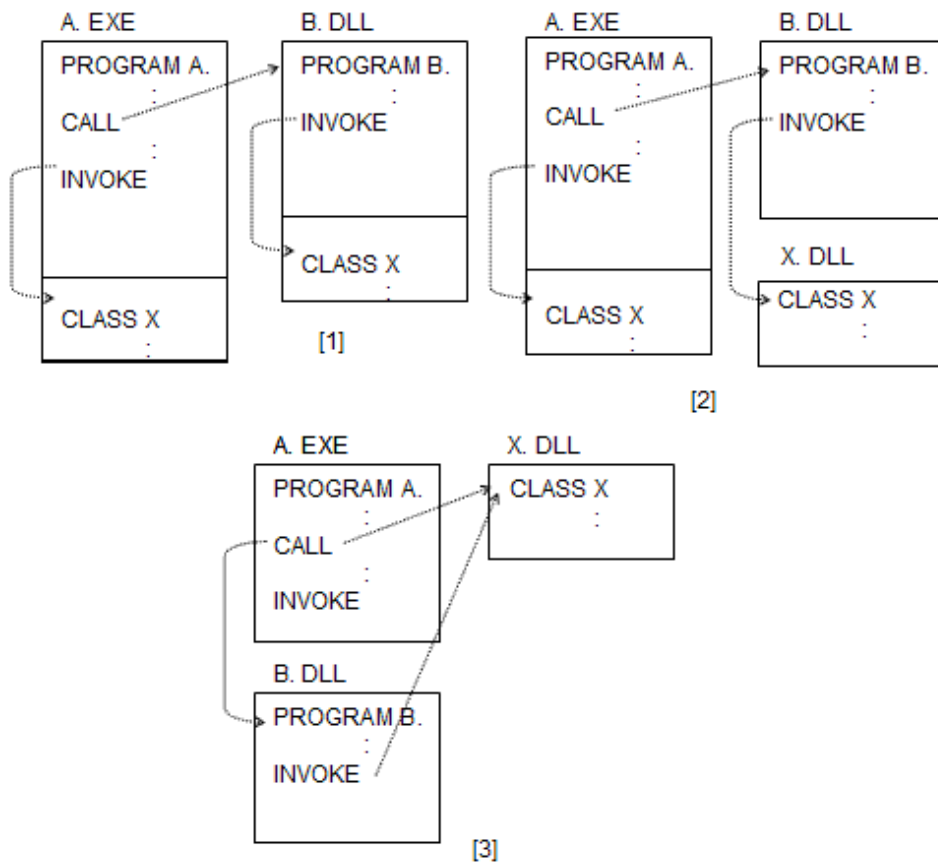 A. EXE
PROGRAM A.
:
CALL
:
INVOKE
CLASS X
:
B. DLL
PROGRAM B.
:
INVOKE
CLASS X
:
[1]
A. EXE
PROGRAM A.
:
CALL
:
INVOKE
CLASS X
:
B. DLL
PROGRAM B.
:
INVOKE
X. DLL
CLASS X
:
[2]
A. EXE
PROGRAM A.
:
CALL
:
INVOKE
X. DLL
CLASS X
:
B. DLL
PROGRAM B.
:
INVOKE
[3]